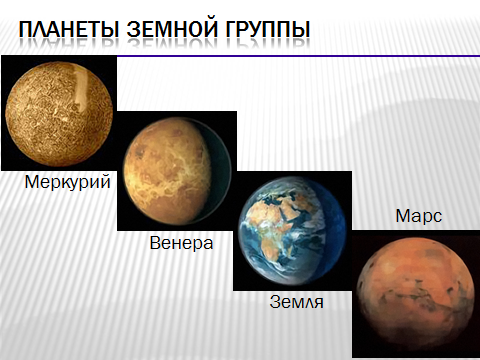 ПЛАНЕТЫ ЗЕМНОЙ ГРУППЫ
Меркурий
Венера
Земля
Марс